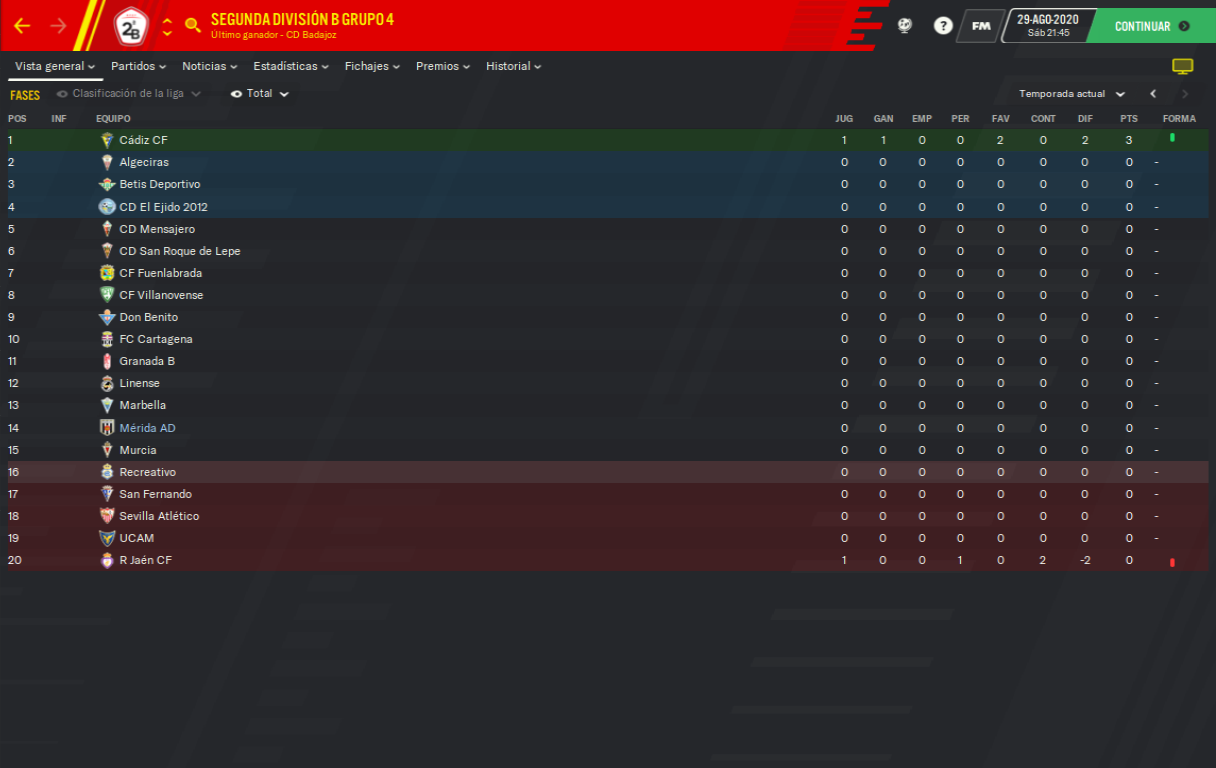 2ªB SEGUNDA DIVISIÓN B GRUPO 4
Último ganador - CD Badajoz
? FM 29-AGO-2020
Sáb 21:45
CONTINUAR
Vista general Partidos Noticias Estadísticas Fichajes Premios Historial
FASES Clasificación de la liga Total Temporada actual
POS INF EQUIPO JUG GAN EMP PER FAV CONT DIF PTS FORMA
1 Cádiz CF 1 1 0 0 2 0 2 3
2 Algeciras 0 0 0 0 0 0 0 0 -
3 Betis Deportivo 0 0 0 0 0 0 0 0 -
4 CD El Ejido 2012 0 0 0 0 0 0 0 0 -
5 CD Mensajero 0 0 0 0 0 0 0 0 -
6 CD San Roque de Lepe 0 0 0 0 0 0 0 0 -
7 CF Fuenlabrada 0 0 0 0 0 0 0 0 -
8 CF Villanovense 0 0 0 0 0 0 0 0 -
9 Don Benito 0 0 0 0 0 0 0 0 -
10 FC Cartagena 0 0 0 0 0 0 0 0 -
11 Granada B 0 0 0 0 0 0 0 0 -
12 Linense 0 0 0 0 0 0 0 0 -
13 Marbella 0 0 0 0 0 0 0 0 -
14 Mérida AD 0 0 0 0 0 0 0 0 -
15 Murcia 0 0 0 0 0 0 0 0 -
16 Recreativo 0 0 0 0 0 0 0 0 -
17 San Fernando 0 0 0 0 0 0 0 0 -
18 Sevilla Atlético 0 0 0 0 0 0 0 0 -
19 UCAM 0 0 0 0 0 0 0 0 -
20 R Jaén CF 1 0 0 1 0 2 -2 0